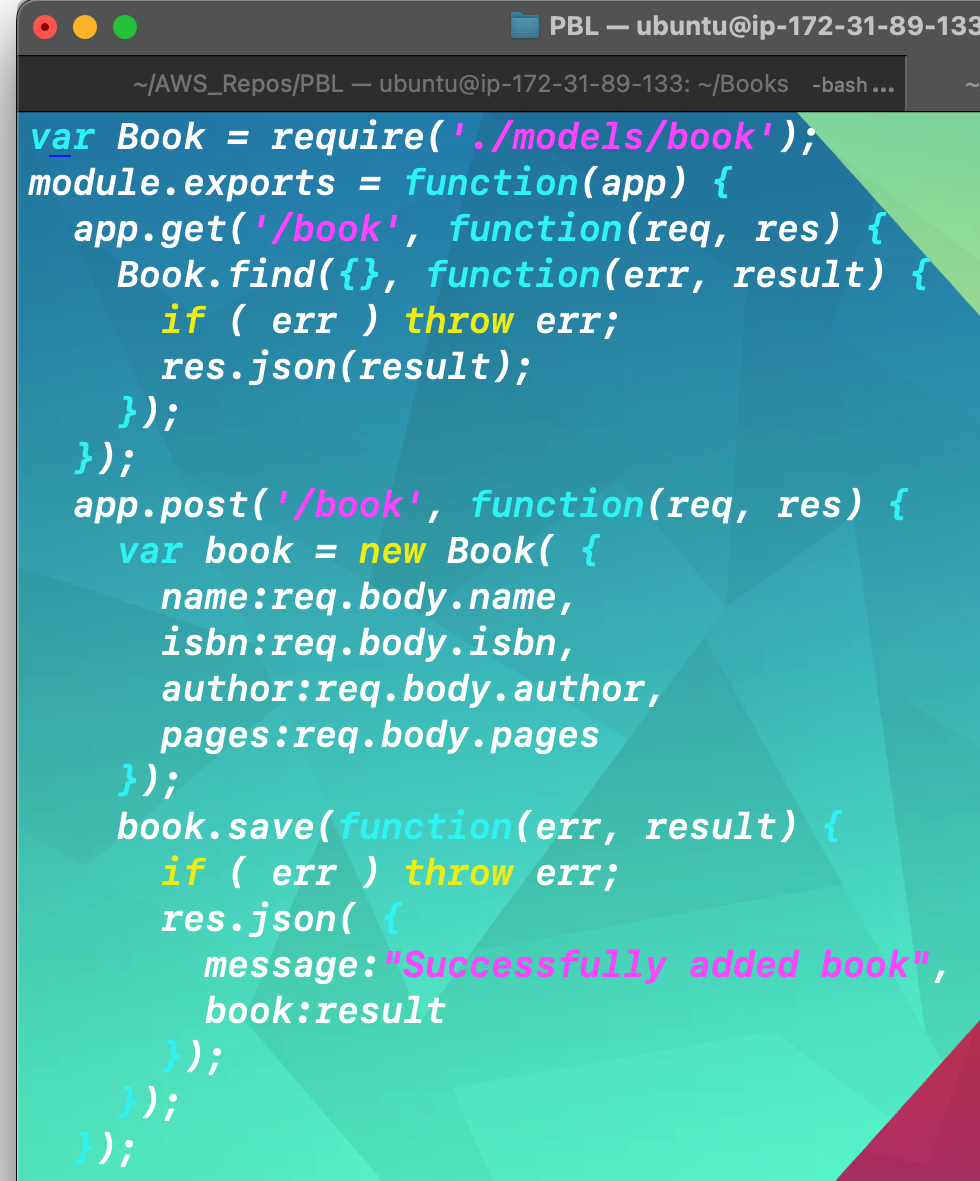 PBL — ubuntu@ip-172-31-89-133
~/AWS_Repos/PBL — ubuntu@ip-172-31-89-133: ~/Books -bash ... ~
var Book = require('./models/book');
module.exports = function(app) {
  app.get('/book', function(req, res) {
    Book.find({}, function(err, result) {
      if ( err ) throw err;
      res.json(result);
    });
  });
  app.post('/book', function(req, res) {
    var book = new Book( {
      name:req.body.name,
      isbn:req.body.isbn,
      author:req.body.author,
      pages:req.body.pages
    });
    book.save(function(err, result) {
      if ( err ) throw err;
      res.json( {
        message:"Successfully added book",
        book:result
      });
    });
  });